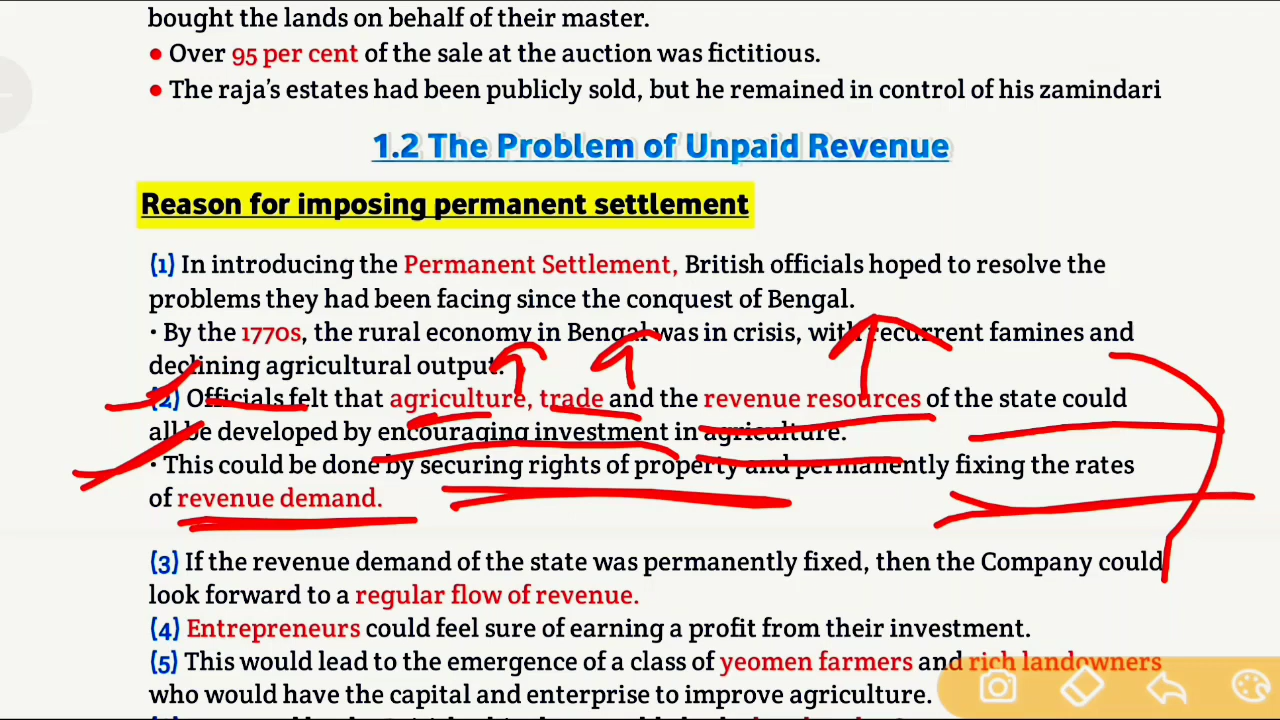 bought the lands on behalf of their master.
• Over 95 per cent of the sale at the auction was fictitious.
• The raja's estates had been publicly sold, but he remained in control of his zamindari
1.2 The Problem of Unpaid Revenue
Reason for imposing permanent settlement
(1) In introducing the Permanent Settlement, British officials hoped to resolve the
problems they had been facing since the conquest of Bengal.
· By the 1770s, the rural economy in Bengal was in crisis, with recurrent famines and
declining agricultural output.
(2) Officials felt that agriculture, trade and the revenue resources of the state could
all be developed by encouraging investment in agriculture.
· This could be done by securing rights of property and permanently fixing the rates
of revenue demand.
(3) If the revenue demand of the state was permanently fixed, then the Company could
look forward to a regular flow of revenue.
(4) Entrepreneurs could feel sure of earning a profit from their investment.
(5) This would lead to the emergence of a class of yeomen farmers and rich landowners
who would have the capital and enterprise to improve agriculture.